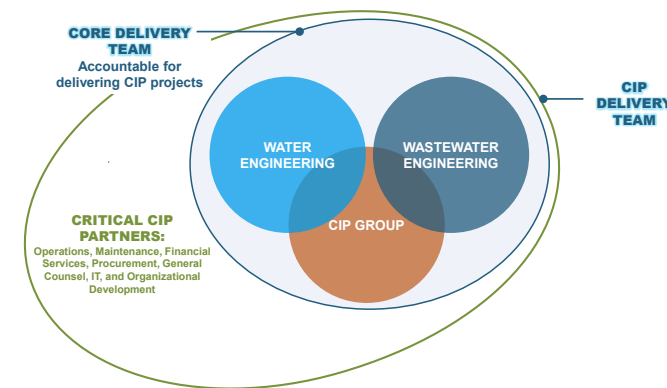 CORE DELIVERY
TEAM
Accountable for
delivering CIP projects
CIP
DELIVERY
TEAM
WATER
ENGINEERING
WASTEWATER
ENGINEERING
CIP GROUP
CRITICAL CIP
PARTNERS:
Operations, Maintenance, Financial
Services, Procurement, General
Counsel, IT, and Organizational
Development